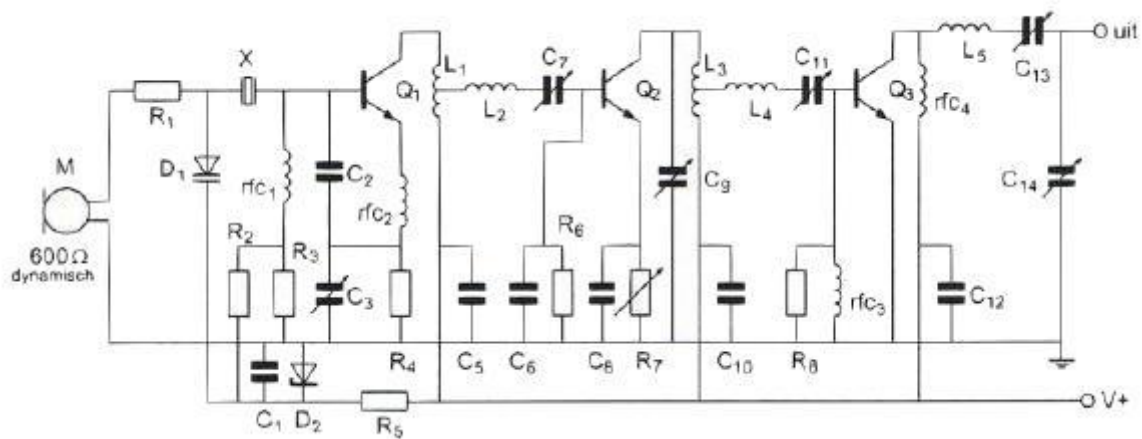 L₅
C₁₃
uit
X
R₁
Q₁
L₁
L₂
C₇
Q₂
L₃
L₄
C₁₁
Q₃
rfc₄
M
600Ω
dynamisch
D₁
rfc₁
C₂
rfc₂
C₉
C₁₄
R₂
R₃
C₃
R₆
rfc₃
C₁₂
R₄
C₅
C₆
C₈
R₇
C₁₀
R₈
C₁
D₂
R₅
V+